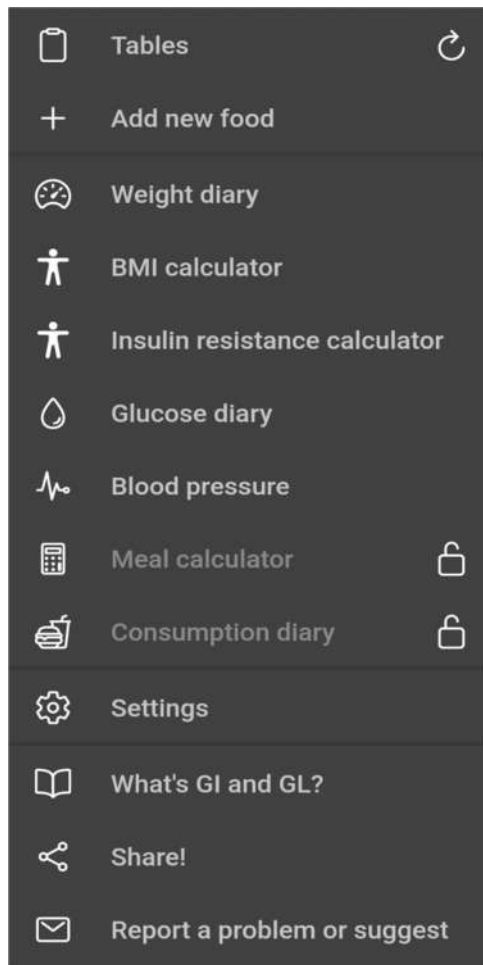 Tables
Add new food
Weight diary
BMI calculator
Insulin resistance calculator
Glucose diary
Blood pressure
Meal calculator
Consumption diary
Settings
What's GI and GL?
Share!
Report a problem or suggest